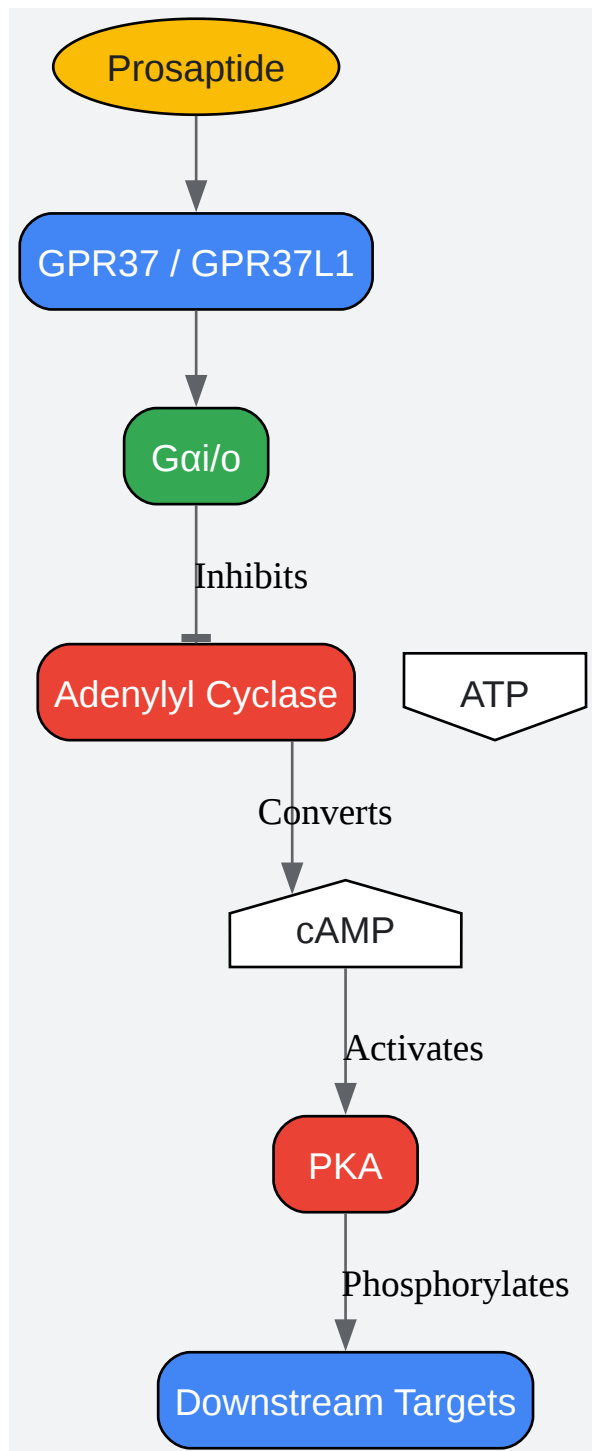 Prosaptide
GPR37 / GPR37L1
Gαi/o
Inhibits
Adenylyl Cyclase
ATP
Converts
cAMP
Activates
PKA
Phosphorylates
Downstream Targets